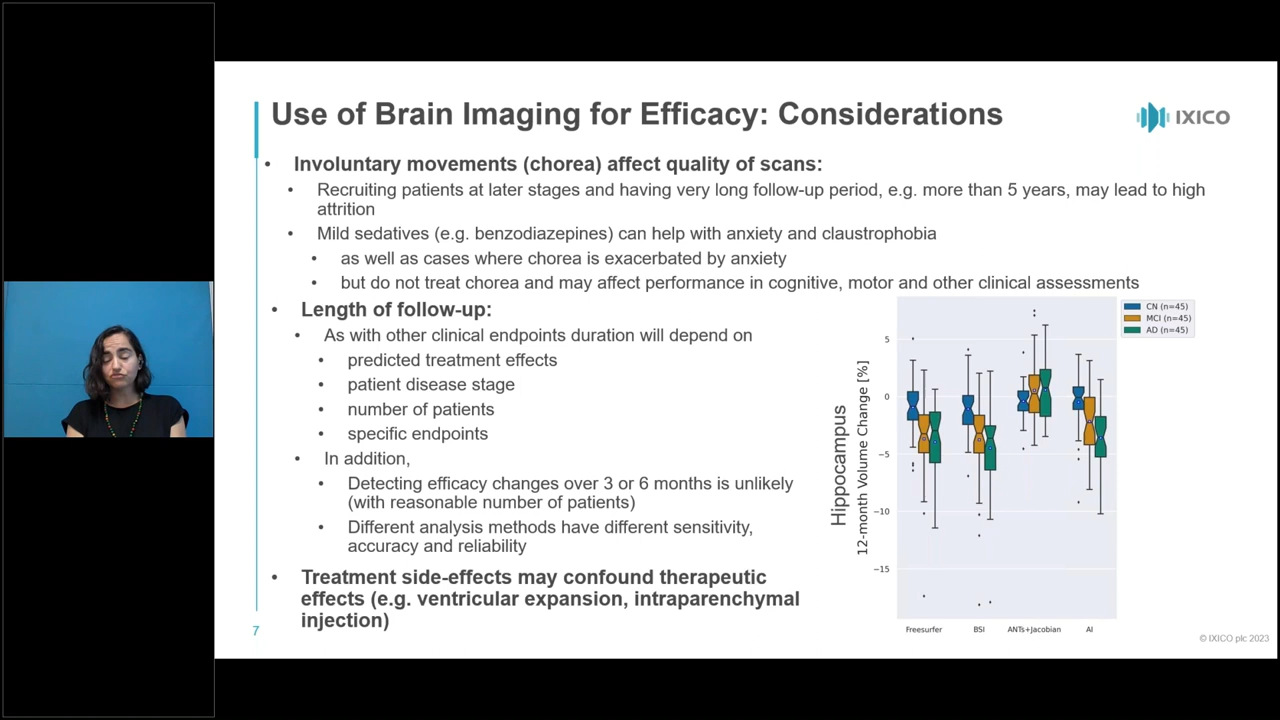 Use of Brain Imaging for Efficacy: Considerations
IXICO
• Involuntary movements (chorea) affect quality of scans:
• Recruiting patients at later stages and having very long follow-up period, e.g. more than 5 years, may lead to high
attrition
• Mild sedatives (e.g. benzodiazepines) can help with anxiety and claustrophobia
• as well as cases where chorea is exacerbated by anxiety
• but do not treat chorea and may affect performance in cognitive, motor and other clinical assessments
• Length of follow-up:
• As with other clinical endpoints duration will depend on
• predicted treatment effects
• patient disease stage
• number of patients
• specific endpoints
• In addition,
• Detecting efficacy changes over 3 or 6 months is unlikely
(with reasonable number of patients)
• Different analysis methods have different sensitivity,
accuracy and reliability
• Treatment side-effects may confound therapeutic
effects (e.g. ventricular expansion, intraparenchymal
injection)
7
Hippocampus
12-month Volume Change [%]
5
0
−5
−10
−15
Freesurfer
BSI
ANTs+Jacobian
AI
CN (n=45)
MCI (n=45)
AD (n=45)
© IXICO plc 2023